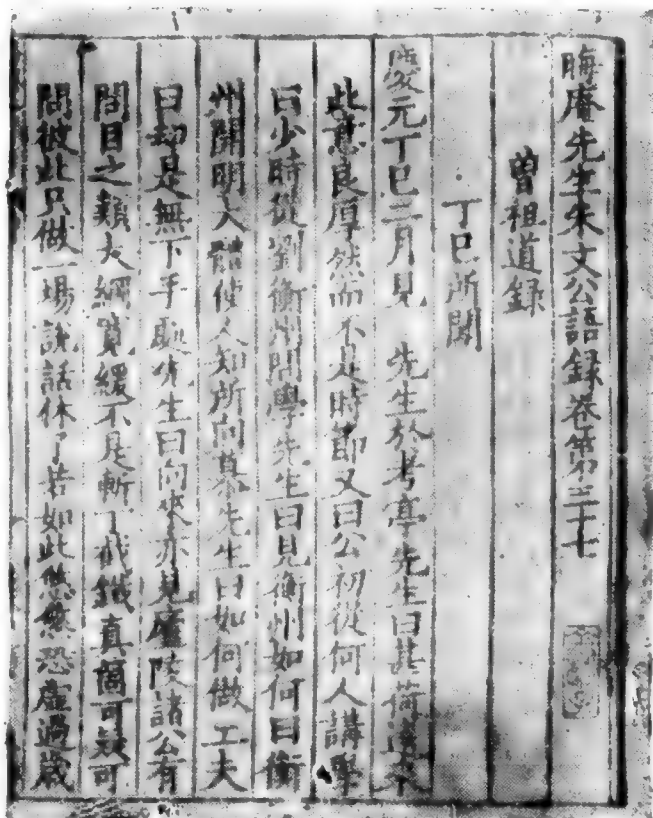 晦庵先生朱文公語録卷第三十七
曽祖道録
丁巳所聞
慶元丁巳三月見　先生於考亭先生曰甚荷遠來
此意良厚然而不是時節又曰公初從何人講學
曰少時從劉衡州問學先生曰見衡州如何曰衡
州開明大體使人知所向慕先生曰如何做工夫
曰却是無下手處先生曰向來亦見廬陵諸公有
問目之類大綱寬緩不是斬丁截鐵真箇可疑可
問彼此只做一場話休了若如此悠悠恐虛過歲